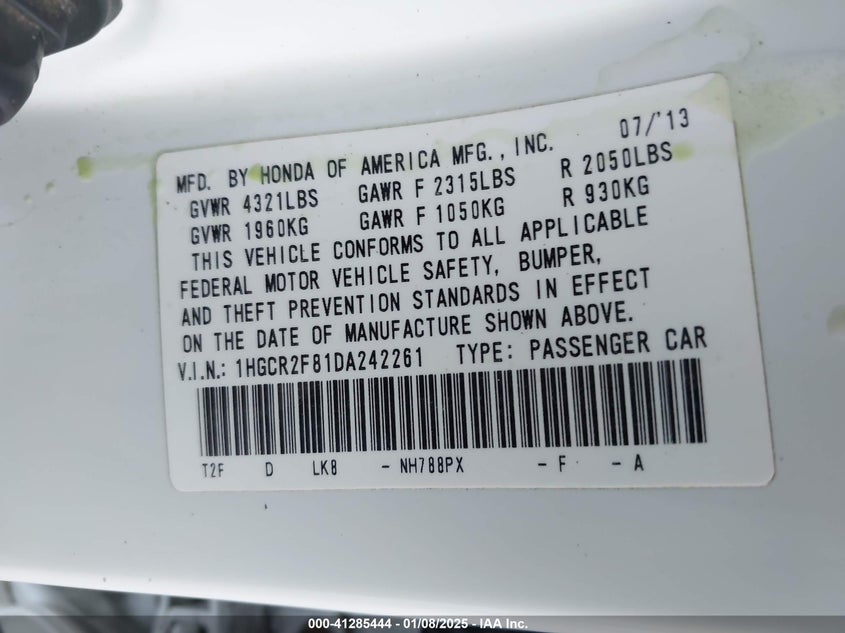 07/'13
MFD. BY HONDA OF AMERICA MFG., INC.
GVWR 4321LBS GAWR F 2315LBS R 2050LBS
GVWR 1960KG GAWR F 1050KG R 930KG
THIS VEHICLE CONFORMS TO ALL APPLICABLE
FEDERAL MOTOR VEHICLE SAFETY, BUMPER,
AND THEFT PREVENTION STANDARDS IN EFFECT
ON THE DATE OF MANUFACTURE SHOWN ABOVE.
V.I.N.: 1HGCR2F81DA242261 TYPE: PASSENGER CAR
T2F D LK8 - NH788PX - F - A
000-41285444 - 01/08/2025 - IAA Inc.